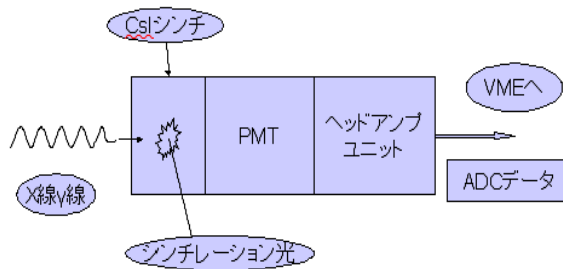 CsIシンチ
VMEへ
PMT
ヘッドアンプ
ユニット
X線γ線
ADCデータ
シンチレーション光